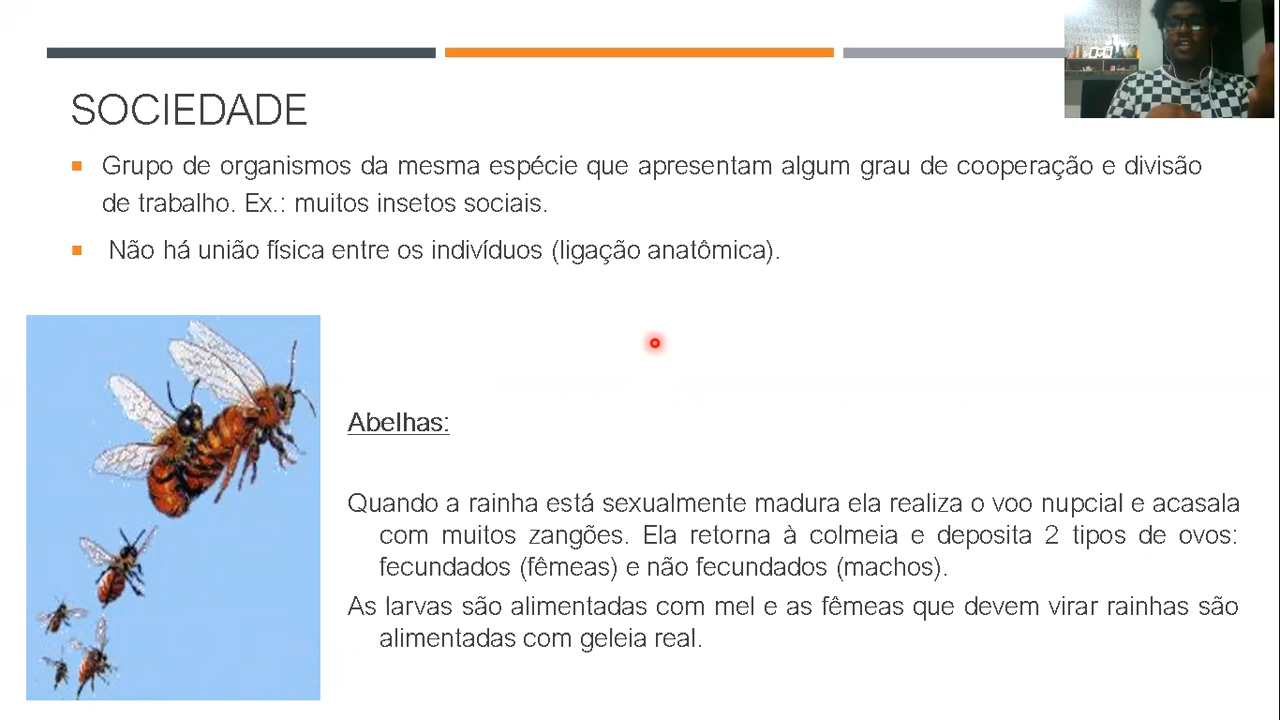 SOCIEDADE
Grupo de organismos da mesma espécie que apresentam algum grau de cooperação e divisão
de trabalho. Ex.: muitos insetos sociais.
Não há união física entre os indivíduos (ligação anatômica).
Abelhas:
Quando a rainha está sexualmente madura ela realiza o voo nupcial e acasala
com muitos zangões. Ela retorna à colmeia e deposita 2 tipos de ovos:
fecundados (fêmeas) e não fecundados (machos).
As larvas são alimentadas com mel e as fêmeas que devem virar rainhas são
alimentadas com geleia real.